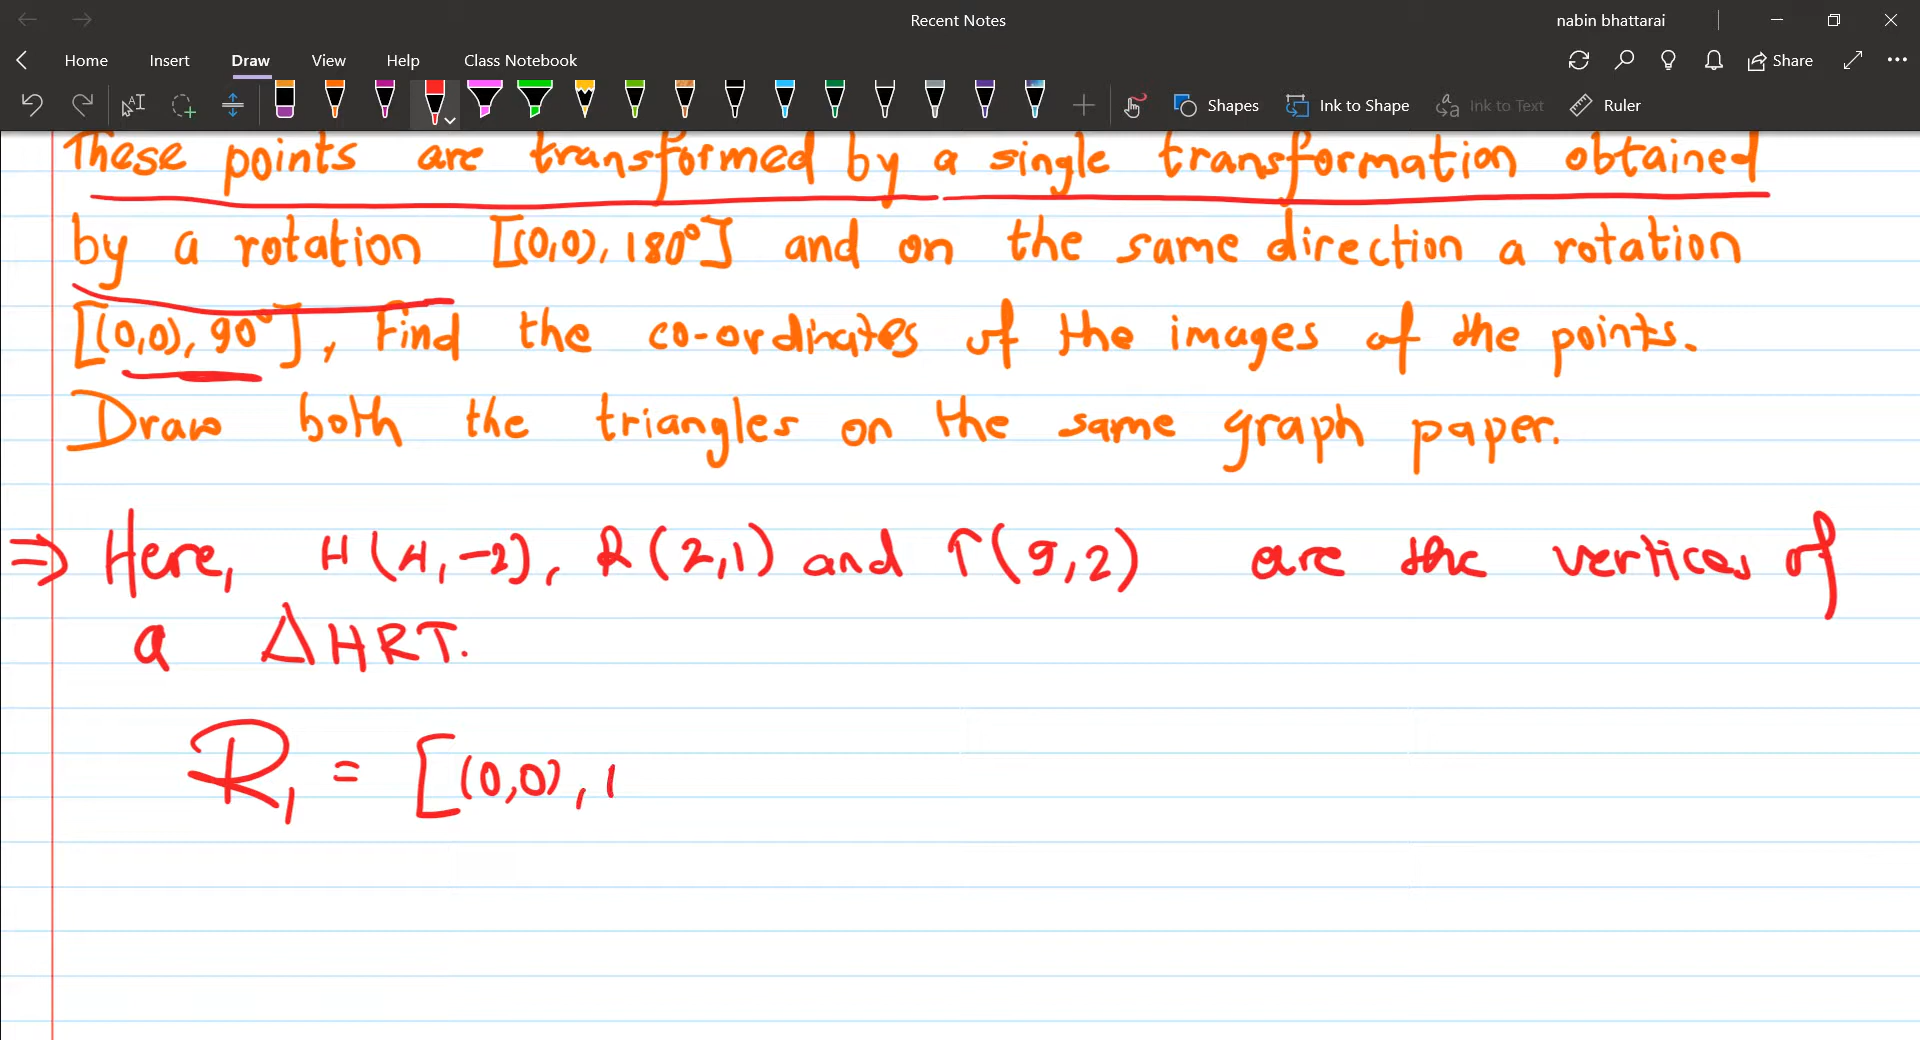 Recent Notes
nabin bhattarai
Home Insert Draw View Help Class Notebook
Share
Shapes Ink to Shape Ink to Text Ruler
These points are transformed by a single transformation obtained
by a rotation [(0,0), 180°] and on the same direction a rotation
[(0,0), 90°], Find the co-ordinates of the images of the points.
Draw both the triangles on the same graph paper.
⇒ Here, H(4,-2), R(2,1) and T(5,2) are the vertices of
a ΔHRT.
R₁ = [(0,0), 1